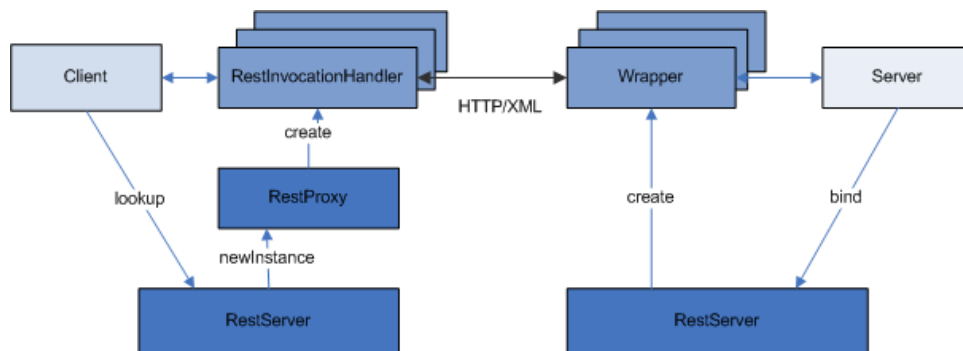 Client
RestInvocationHandler
Wrapper
Server
HTTP/XML
create
lookup
RestProxy
create
bind
newInstance
RestServer
RestServer